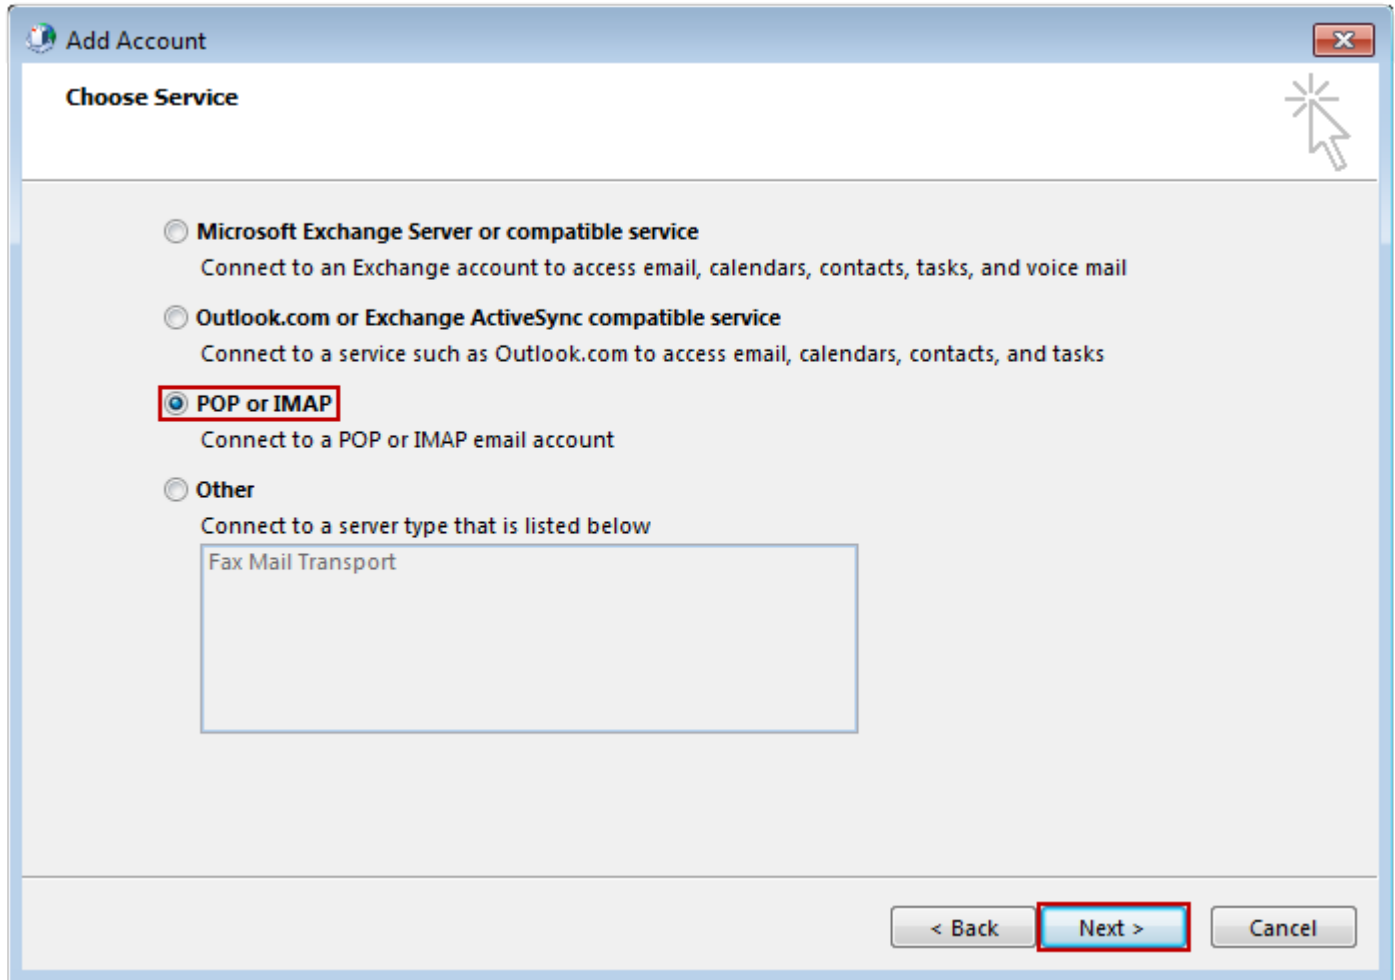 Add Account
Choose Service
Microsoft Exchange Server or compatible service
Connect to an Exchange account to access email, calendars, contacts, tasks, and voice mail
Outlook.com or Exchange ActiveSync compatible service
Connect to a service such as Outlook.com to access email, calendars, contacts, and tasks
POP or IMAP
Connect to a POP or IMAP email account
Other
Connect to a server type that is listed below
Fax Mail Transport
< Back Next > Cancel